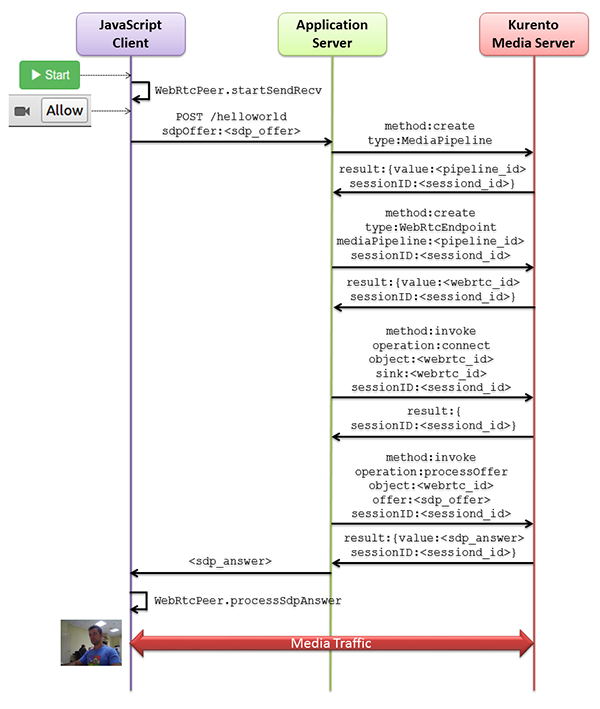 JavaScript
Client
Application
Server
Kurento
Media Server
Start
WebRtcPeer.startSendRecv
Allow
POST /helloworld
sdpOffer:<sdp_offer>
method:create
type:MediaPipeline
result:{value:<pipeline_id>
sessionID:<sessiond_id>}
method:create
type:WebRtcEndpoint
mediaPipeline:<pipeline_id>
sessionID:<sessiond_id>
result:{value:<webrtc_id>
sessionID:<sessiond_id>}
method:invoke
operation:connect
object:<webrtc_id>
sink:<webrtc_id>
sessionID:<sessiond_id>
result:{
sessionID:<sessiond_id>}
method:invoke
operation:processOffer
object:<webrtc_id>
offer:<sdp_offer>
sessionID:<sessiond_id>
result:{value:<sdp_answer>
sessionID:<sessiond_id>}
<sdp_answer>
WebRtcPeer.processSdpAnswer
Media Traffic